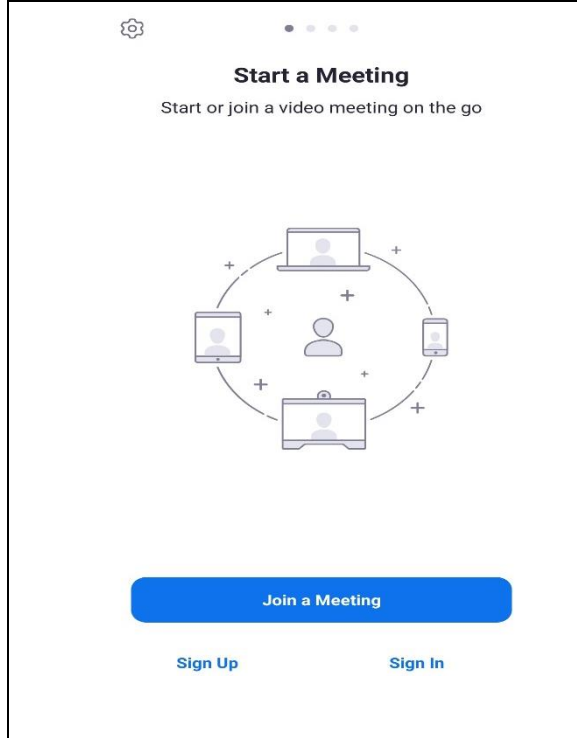 Start a Meeting
Start or join a video meeting on the go
Join a Meeting
Sign Up
Sign In